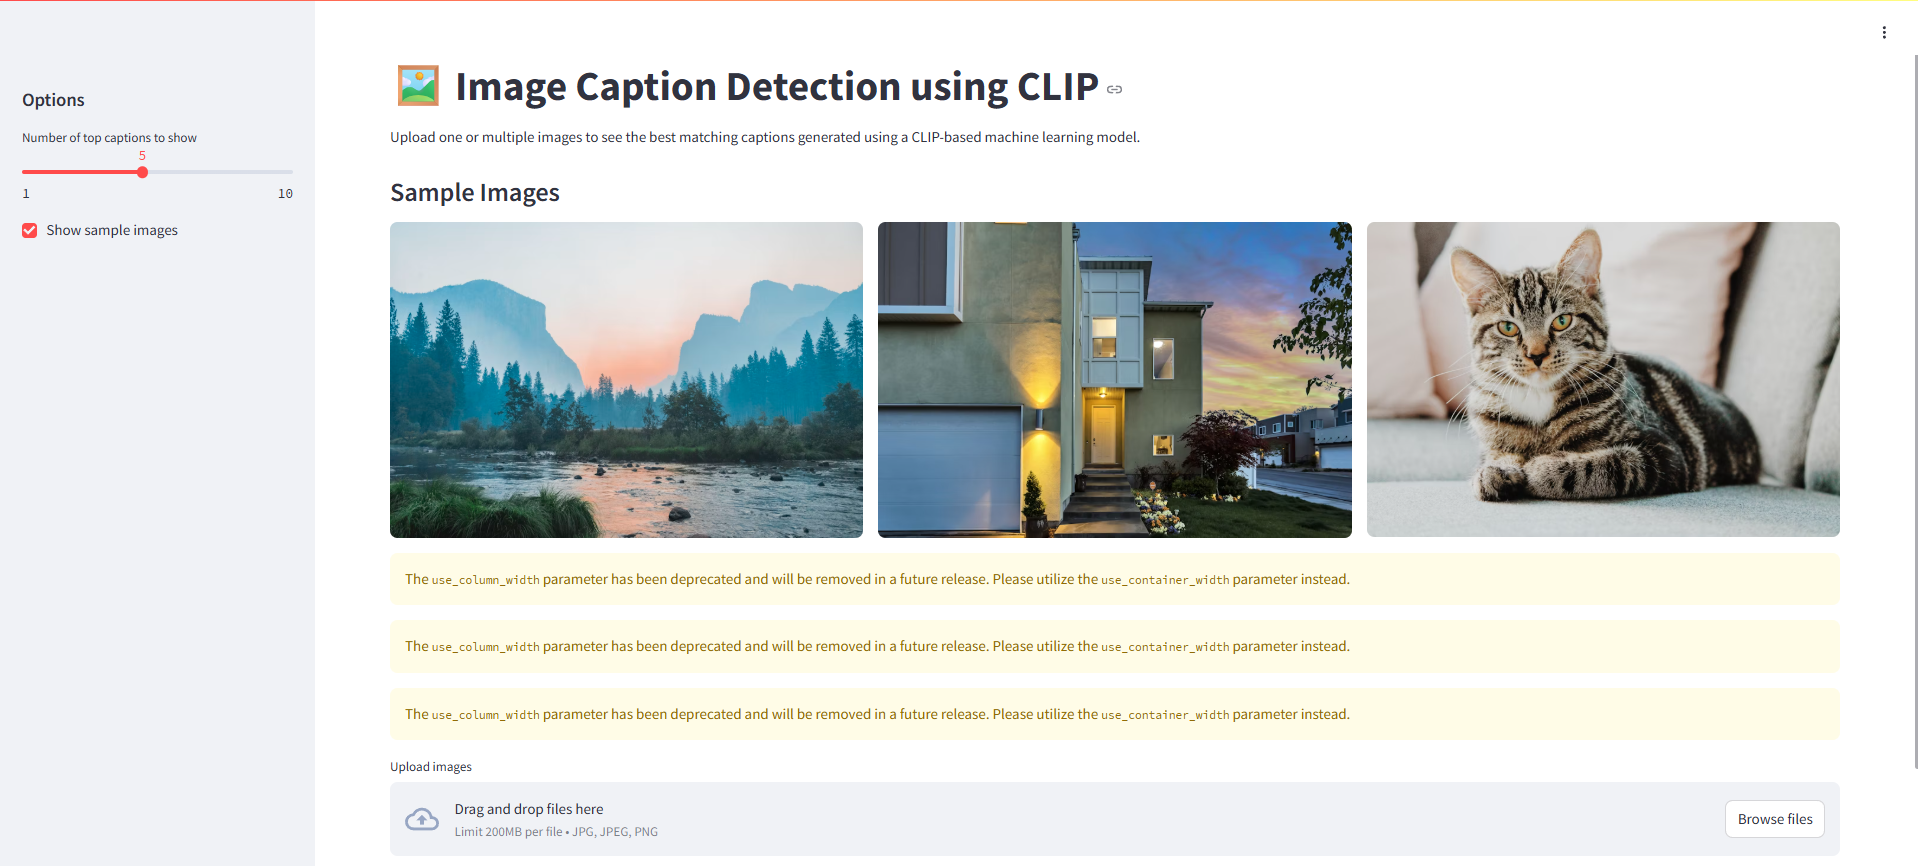 Options
Number of top captions to show
5
1 10
Show sample images
Image Caption Detection using CLIP
Upload one or multiple images to see the best matching captions generated using a CLIP-based machine learning model.
Sample Images
The use_column_width parameter has been deprecated and will be removed in a future release. Please utilize the use_container_width parameter instead.
The use_column_width parameter has been deprecated and will be removed in a future release. Please utilize the use_container_width parameter instead.
The use_column_width parameter has been deprecated and will be removed in a future release. Please utilize the use_container_width parameter instead.
Upload images
Drag and drop files here
Limit 200MB per file • JPG, JPEG, PNG
Browse files